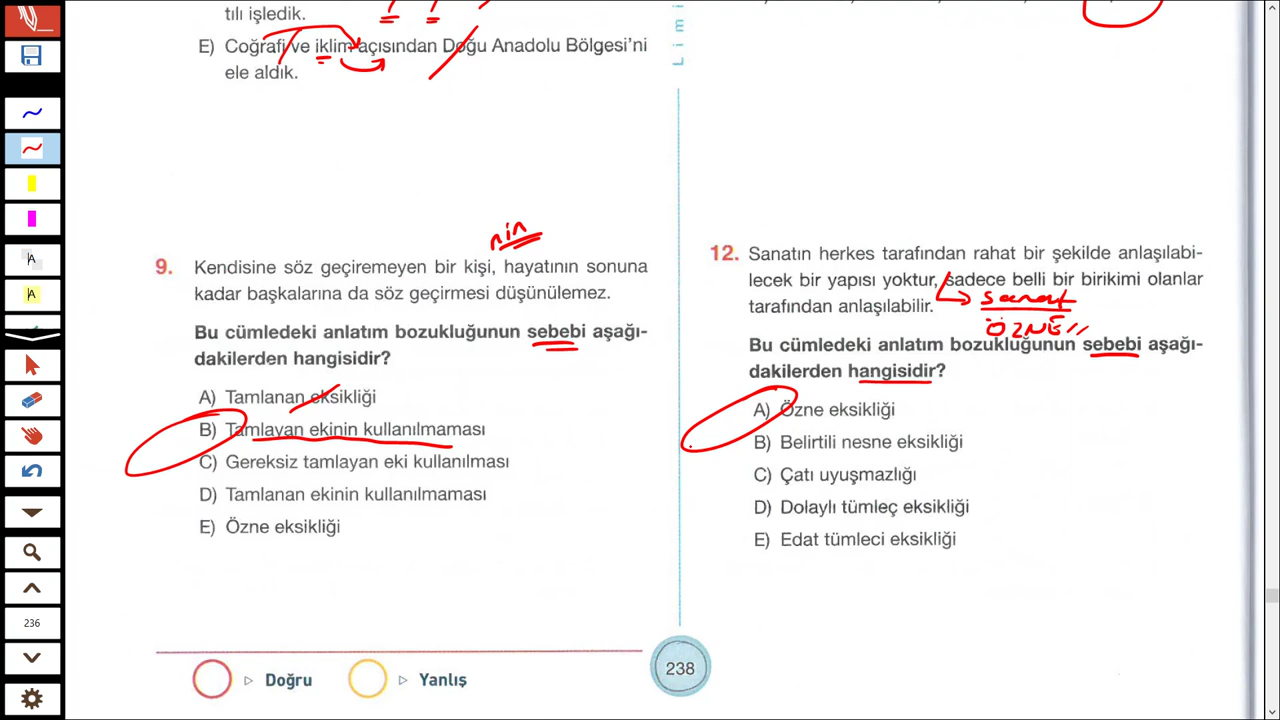 tılı işledik.
E) Coğrafi ve iklim açısından Doğu Anadolu Bölgesi'ni
ele aldık.
nin
9. Kendisine söz geçiremeyen bir kişi, hayatının sonuna
kadar başkalarına da söz geçirmesi düşünülemez.
Bu cümledeki anlatım bozukluğunun sebebi aşağı-
dakilerden hangisidir?
A) Tamlanan eksikliği
B) Tamlayan ekinin kullanılmaması
C) Gereksiz tamlayan eki kullanılması
D) Tamlanan ekinin kullanılmaması
E) Özne eksikliği
Limi
12. Sanatın herkes tarafından rahat bir şekilde anlaşılabi-
lecek bir yapısı yoktur, sadece belli bir birikimi olanlar
tarafından anlaşılabilir.
sanat
ÖZNE
Bu cümledeki anlatım bozukluğunun sebebi aşağı-
dakilerden hangisidir?
A) Özne eksikliği
B) Belirtili nesne eksikliği
C) Çatı uyuşmazlığı
D) Dolaylı tümleç eksikliği
E) Edat tümleci eksikliği
Doğru
Yanlış
238
A
A
236